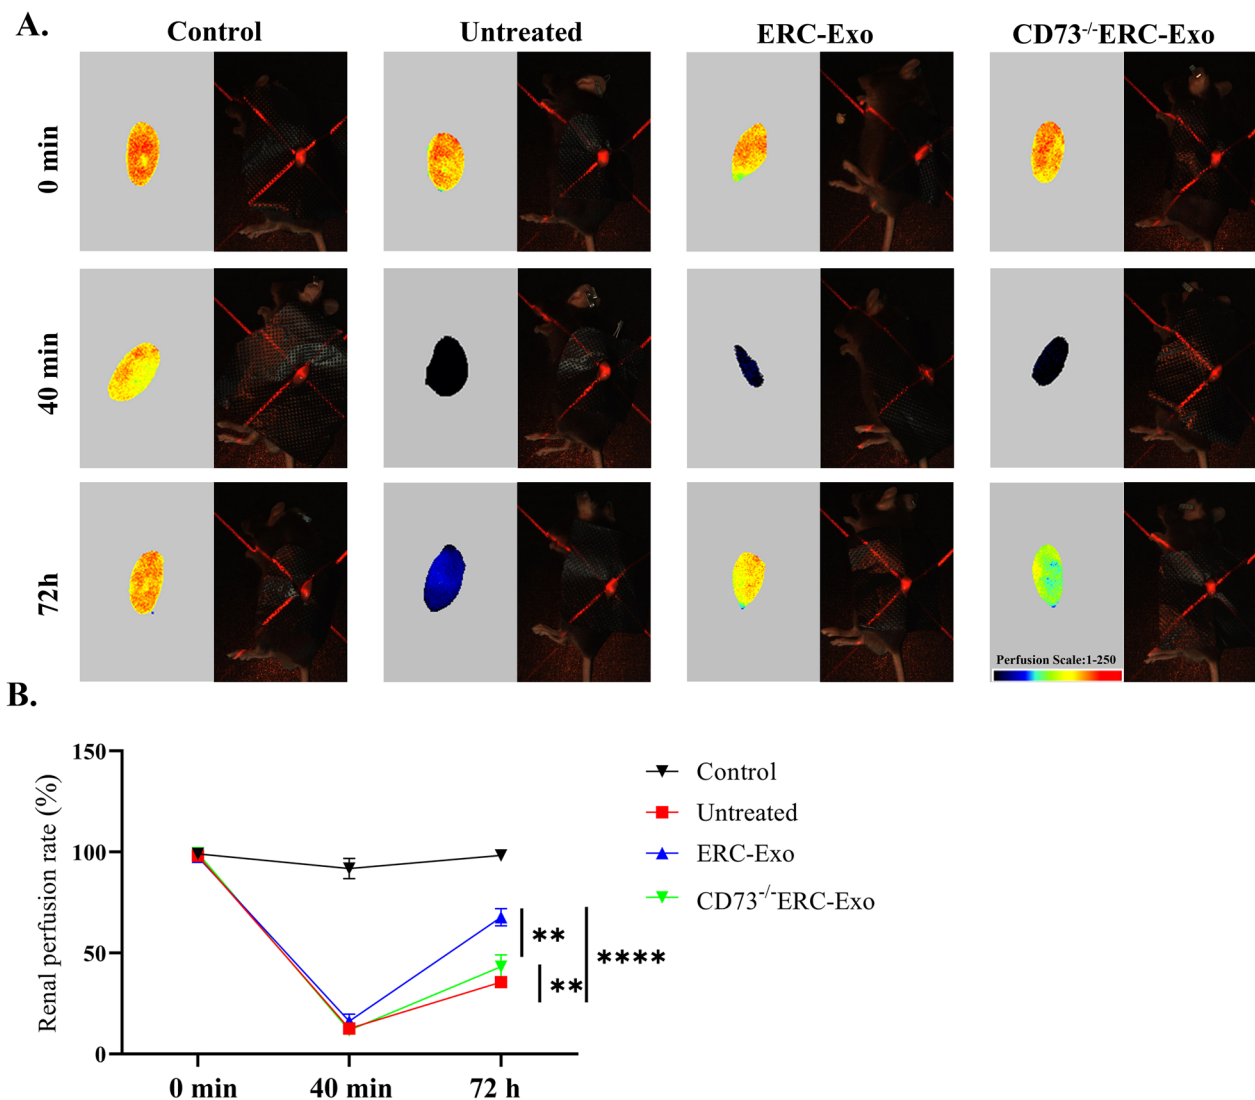 A.
Control Untreated ERC-Exo CD73-/-ERC-Exo
0 min
40 min
72h
Perfusion Scale:1-250
B.
Renal perfusion rate (%)
150
100
50
0
0 min 40 min 72 h
Control
Untreated
ERC-Exo
CD73-/-ERC-Exo
**
**
****